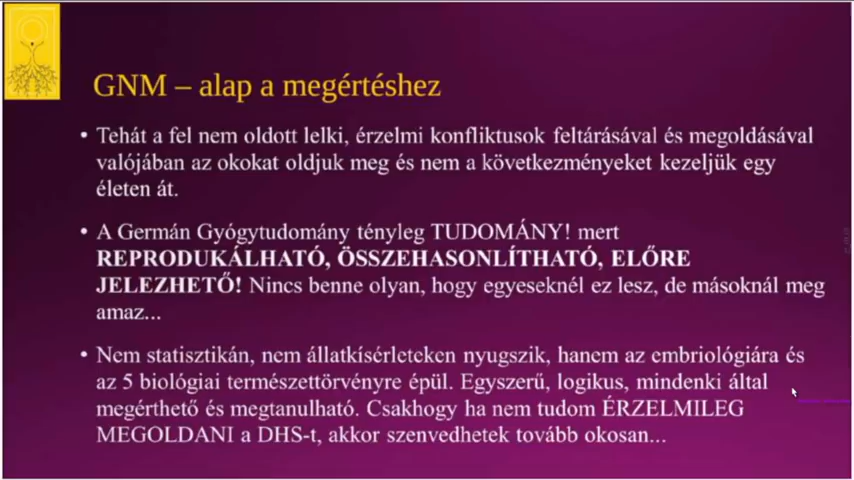 GNM – alap a megértéshez
• Tehát a fel nem oldott lelki, érzelmi konfliktusok feltárásával és megoldásával
valójában az okokat oldjuk meg és nem a következményeket kezeljük egy
életen át.
• A Germán Gyógytudomány tényleg TUDOMÁNY! mert
REPRODUKÁLHATÓ, ÖSSZEHASONLÍTHATÓ, ELŐRE
JELEZHETŐ! Nincs benne olyan, hogy egyeseknél ez lesz, de másoknál meg
amaz...
• Nem statisztikán, nem állatkísérleteken nyugszik, hanem az embriológiára és
az 5 biológiai természettörvényre épül. Egyszerű, logikus, mindenki által
megérthető és megtanulható. Csakhogy ha nem tudom ÉRZELMILEG
MEGOLDANI a DHS-t, akkor szenvedhetek tovább okosan...